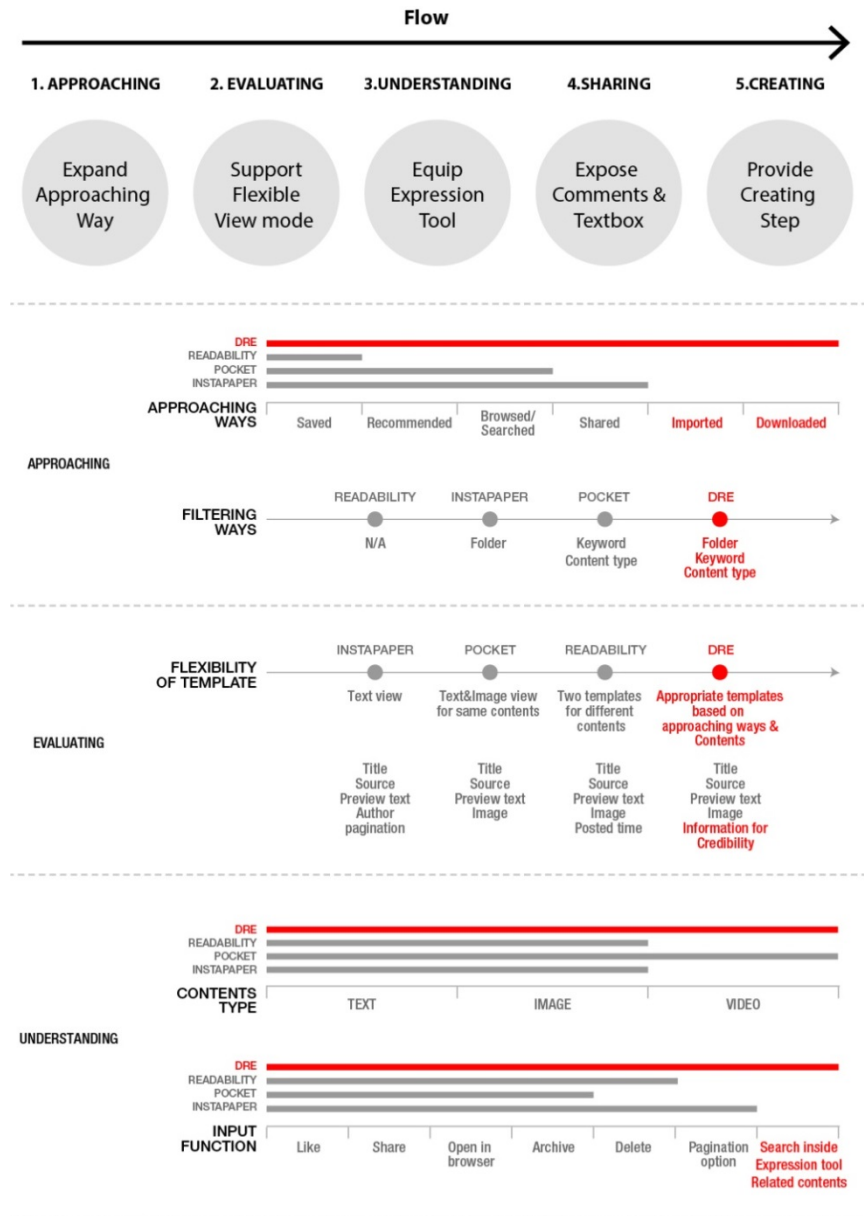 Flow
1. APPROACHING 2. EVALUATING 3.UNDERSTANDING 4.SHARING 5.CREATING
Expand
Approaching
Way
Support
Flexible
View mode
Equip
Expression
Tool
Expose
Comments &
Textbox
Provide
Creating
Step
DRE
READABILITY
POCKET
INSTAPAPER
APPROACHING
WAYS
Saved
Recommended
Browsed/
Searched
Shared
Imported
Downloaded
APPROACHING
FILTERING
WAYS
READABILITY
N/A
INSTAPAPER
Folder
POCKET
Keyword
Content type
DRE
Folder
Keyword
Content type
EVALUATING
FLEXIBILITY
OF TEMPLATE
INSTAPAPER
Text view
POCKET
Text&Image view
for same contents
READABILITY
Two templates
for different
contents
DRE
Appropriate templates
based on
approaching ways &
Contents
Title
Source
Preview text
Author
pagination
Title
Source
Preview text
Image
Title
Source
Preview text
Image
Posted time
Title
Source
Preview text
Image
Information for
Credibility
DRE
READABILITY
POCKET
INSTAPAPER
CONTENTS
TYPE
TEXT
IMAGE
VIDEO
UNDERSTANDING
DRE
READABILITY
POCKET
INSTAPAPER
INPUT
FUNCTION
Like
Share
Open in
browser
Archive
Delete
Pagination
option
Search inside
Expression tool
Related contents